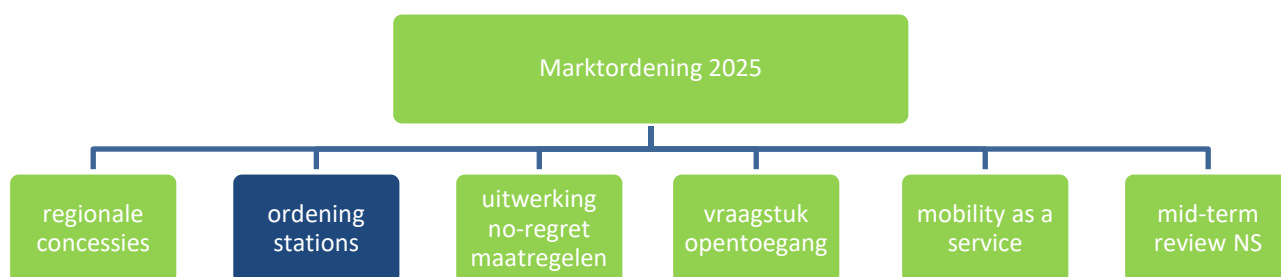 Marktordening 2025
regionale
concessies
ordening
stations
uitwerking
no-regret
maatregelen
vraagstuk
opentoegang
mobility as a
service
mid-term
review NS